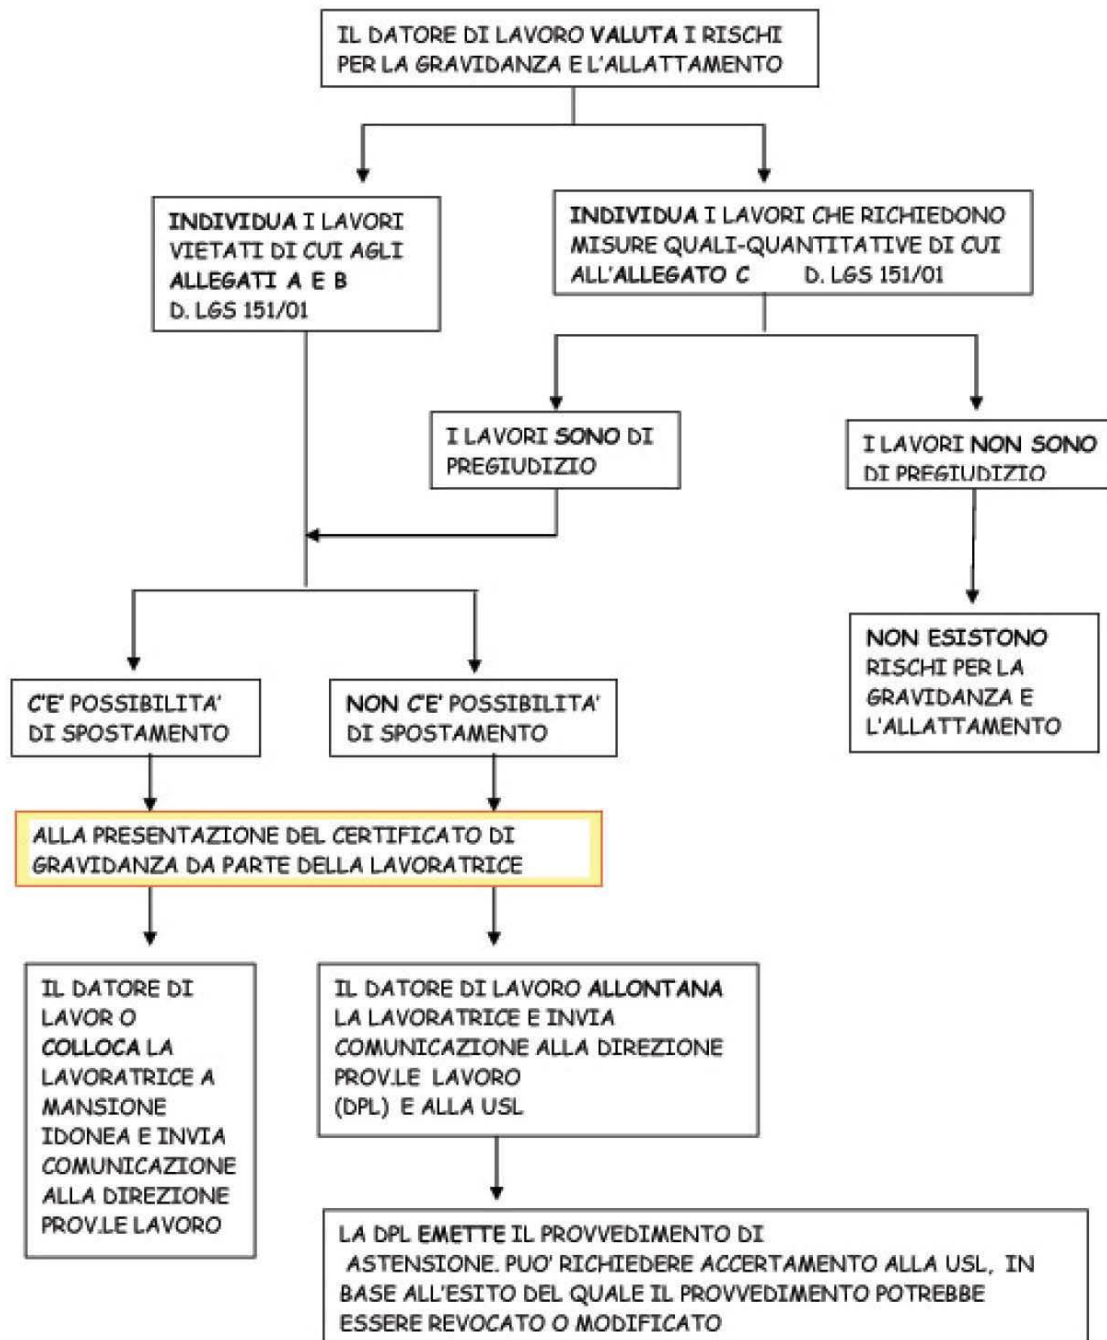 IL DATORE DI LAVORO VALUTA I RISCHI
PER LA GRAVIDANZA E L'ALLATTAMENTO
INDIVIDUA I LAVORI
VIETATI DI CUI AGLI
ALLEGATI A E B
D. LGS 151/01
INDIVIDUA I LAVORI CHE RICHIEDONO
MISURE QUALI-QUANTITATIVE DI CUI
ALL'ALLEGATO C D. LGS 151/01
I LAVORI SONO DI
PREGIUDIZIO
I LAVORI NON SONO
DI PREGIUDIZIO
NON ESISTONO
RISCHI PER LA
GRAVIDANZA E
L'ALLATTAMENTO
C'E' POSSIBILITA'
DI SPOSTAMENTO
NON C'E' POSSIBILITA'
DI SPOSTAMENTO
ALLA PRESENTAZIONE DEL CERTIFICATO DI
GRAVIDANZA DA PARTE DELLA LAVORATRICE
IL DATORE DI
LAVOR O
COLLOCA LA
LAVORATRICE A
MANSIONE
IDONEA E INVIA
COMUNICAZIONE
ALLA DIREZIONE
PROV.LE LAVORO
IL DATORE DI LAVORO ALLONTANA
LA LAVORATRICE E INVIA
COMUNICAZIONE ALLA DIREZIONE
PROV.LE LAVORO
(DPL) E ALLA USL
LA DPL EMETTE IL PROVVEDIMENTO DI
ASTENSIONE. PUO' RICHIEDERE ACCERTAMENTO ALLA USL, IN
BASE ALL'ESITO DEL QUALE IL PROVVEDIMENTO POTREBBE
ESSERE REVOCATO O MODIFICATO